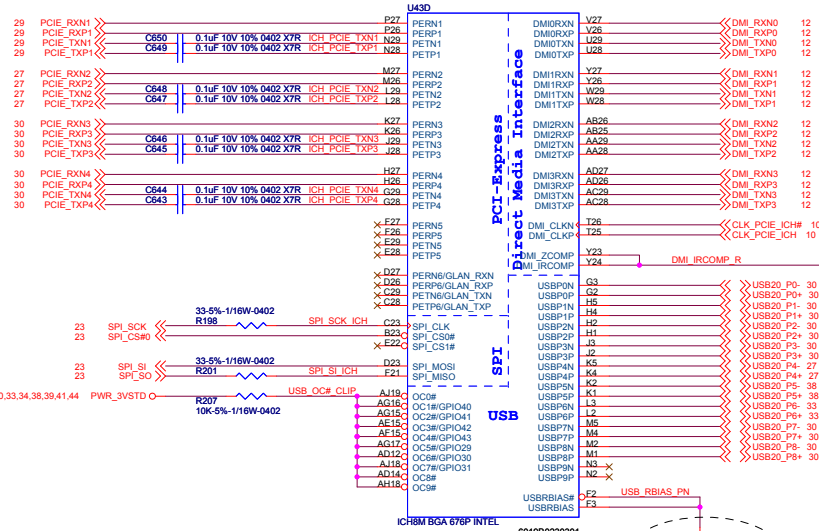 U43D
29 PCIE_RXN1 P27 PERN1 DMI0RXN V27 DMI_RXN0 12
29 PCIE_RXP1 P26 PERP1 DMI0RXP V26 DMI_RXP0 12
29 PCIE_TXN1 C650 0.1uF 10V 10% 0402 X7R ICH_PCIE_TXN1 N29 PETN1 DMI0TXN U29 DMI_TXN0 12
29 PCIE_TXP1 C649 0.1uF 10V 10% 0402 X7R ICH_PCIE_TXP1 N28 PETP1 DMI0TXP U28 DMI_TXP0 12
27 PCIE_RXN2 M27 PERN2 DMI1RXN Y27 DMI_RXN1 12
27 PCIE_RXP2 M26 PERP2 DMI1RXP Y26 DMI_RXP1 12
27 PCIE_TXN2 C648 0.1uF 10V 10% 0402 X7R ICH_PCIE_TXN2 L29 PETN2 DMI1TXN W29 DMI_TXN1 12
27 PCIE_TXP2 C647 0.1uF 10V 10% 0402 X7R ICH_PCIE_TXP2 L28 PETP2 DMI1TXP W28 DMI_TXP1 12
30 PCIE_RXN3 K27 PERN3 DMI2RXN AB26 DMI_RXN2 12
30 PCIE_RXP3 K26 PERP3 DMI2RXP AB25 DMI_RXP2 12
30 PCIE_TXN3 C646 0.1uF 10V 10% 0402 X7R ICH_PCIE_TXN3 J29 PETN3 DMI2TXN AA29 DMI_TXN2 12
30 PCIE_TXP3 C645 0.1uF 10V 10% 0402 X7R ICH_PCIE_TXP3 J28 PETP3 DMI2TXP AA28 DMI_TXP2 12
30 PCIE_RXN4 H27 PERN4 DMI3RXN AD27 DMI_RXN3 12
30 PCIE_RXP4 H26 PERP4 DMI3RXP AD26 DMI_RXP3 12
30 PCIE_TXN4 C644 0.1uF 10V 10% 0402 X7R ICH_PCIE_TXN4 G29 PETN4 DMI3TXN AC29 DMI_TXN3 12
30 PCIE_TXP4 C643 0.1uF 10V 10% 0402 X7R ICH_PCIE_TXP4 G28 PETP4 DMI3TXP AC28 DMI_TXP3 12
PCI-Express
Direct Media Interface
F27 PERN5 DMI_CLKN T26 CLK_PCIE_ICH# 10
F26 PERP5 DMI_CLKP T25 CLK_PCIE_ICH 10
E29 PETN5
E28 PETP5 DMI_ZCOMP Y23
DMI_IRCOMP Y24 DMI_IRCOMP_R
D27 PERN6/GLAN_RXN
D26 PERP6/GLAN_RXP USBP0N G3 USB20_P0- 30
C29 PETN6/GLAN_TXN USBP0P G2 USB20_P0+ 30
C28 PETP6/GLAN_TXP USBP1N H5 USB20_P1- 30
USBP1P H4 USB20_P1+ 30
33-5%-1/16W-0402
23 SPI_SCK R198 SPI_SCK_ICH C23 SPI_CLK USBP2N H2 USB20_P2- 30
23 SPI_CS#0 B23 SPI_CS0# USBP2P H1 USB20_P2+ 30
E22 SPI_CS1# USBP3N J3 USB20_P3- 30
USBP3P J2 USB20_P3+ 30
SPI
33-5%-1/16W-0402
23 SPI_SI SPI_SI_ICH D23 SPI_MOSI USBP4N K5 USB20_P4- 27
23 SPI_SO R201 F21 SPI_MISO USBP4P K4 USB20_P4+ 27
USBP5N K2 USB20_P5- 38
0,33,34,38,39,41,44 PWR_3VSTD R207 USB_OC#_CLIP AJ19 OC0# USBP5P K1 USB20_P5+ 38
10K-5%-1/16W-0402 AG16 OC1#/GPIO40 USBP6N L3 USB20_P6- 33
USB
AG15 OC2#/GPIO41 USBP6P L2 USB20_P6+ 33
AE15 OC3#/GPIO42 USBP7N M5 USB20_P7- 30
AF15 OC4#/GPIO43 USBP7P M4 USB20_P7+ 30
AG17 OC5#/GPIO29 USBP8N M2 USB20_P8- 30
AD12 OC6#/GPIO30 USBP8P M1 USB20_P8+ 30
AJ18 OC7#/GPIO31 USBP9N N3
AD14 OC8# USBP9P N2
AH18 OC9#
USBRBIAS# F2 USB_RBIAS_PN
USBRBIAS F3
ICH8M BGA 676P INTEL